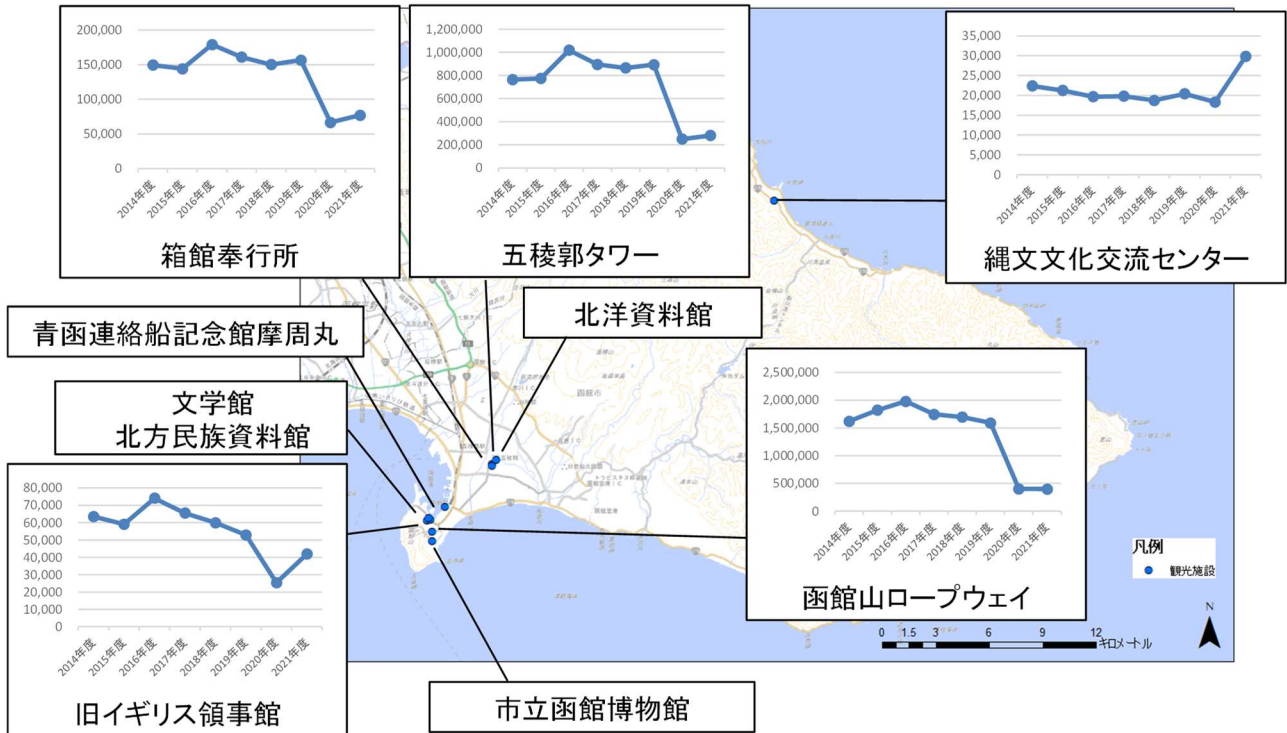 200,000
150,000
100,000
50,000
0
2014年度
2015年度
2016年度
2017年度
2018年度
2019年度
2020年度
2021年度
箱館奉行所
1,200,000
1,000,000
800,000
600,000
400,000
200,000
0
2014年度
2015年度
2016年度
2017年度
2018年度
2019年度
2020年度
2021年度
五稜郭タワー
35,000
30,000
25,000
20,000
15,000
10,000
5,000
0
2014年度
2015年度
2016年度
2017年度
2018年度
2019年度
2020年度
2021年度
縄文文化交流センター
青函連絡船記念館摩周丸
北洋資料館
文学館
北方民族資料館
函館市
2,500,000
2,000,000
1,500,000
1,000,000
500,000
0
2014年度
2015年度
2016年度
2017年度
2018年度
2019年度
2020年度
2021年度
函館山ロープウェイ
80,000
70,000
60,000
50,000
40,000
30,000
20,000
10,000
0
2014年度
2015年度
2016年度
2017年度
2018年度
2019年度
2020年度
2021年度
旧イギリス領事館
市立函館博物館
凡例
観光施設
N
0 1.5 3 6 9 12
キロメートル